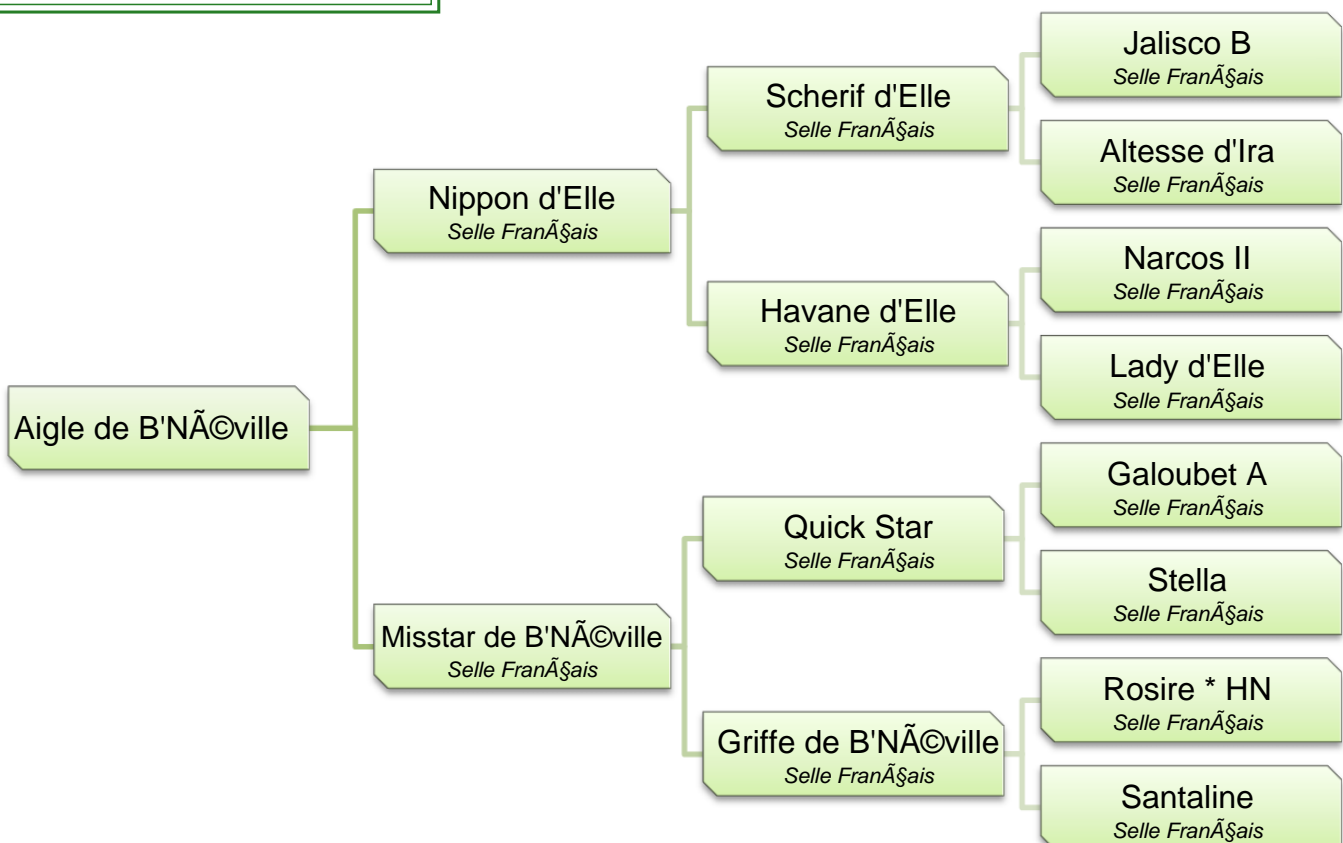 Jalisco B
Selle FranÃ§ais
Scherif d'Elle
Selle FranÃ§ais
Altesse d'Ira
Selle FranÃ§ais
Nippon d'Elle
Selle FranÃ§ais
Narcos II
Selle FranÃ§ais
Havane d'Elle
Selle FranÃ§ais
Lady d'Elle
Selle FranÃ§ais
Aigle de B'NÃ©ville
Galoubet A
Selle FranÃ§ais
Quick Star
Selle FranÃ§ais
Stella
Selle FranÃ§ais
Misstar de B'NÃ©ville
Selle FranÃ§ais
Rosire * HN
Selle FranÃ§ais
Griffe de B'NÃ©ville
Selle FranÃ§ais
Santaline
Selle FranÃ§ais